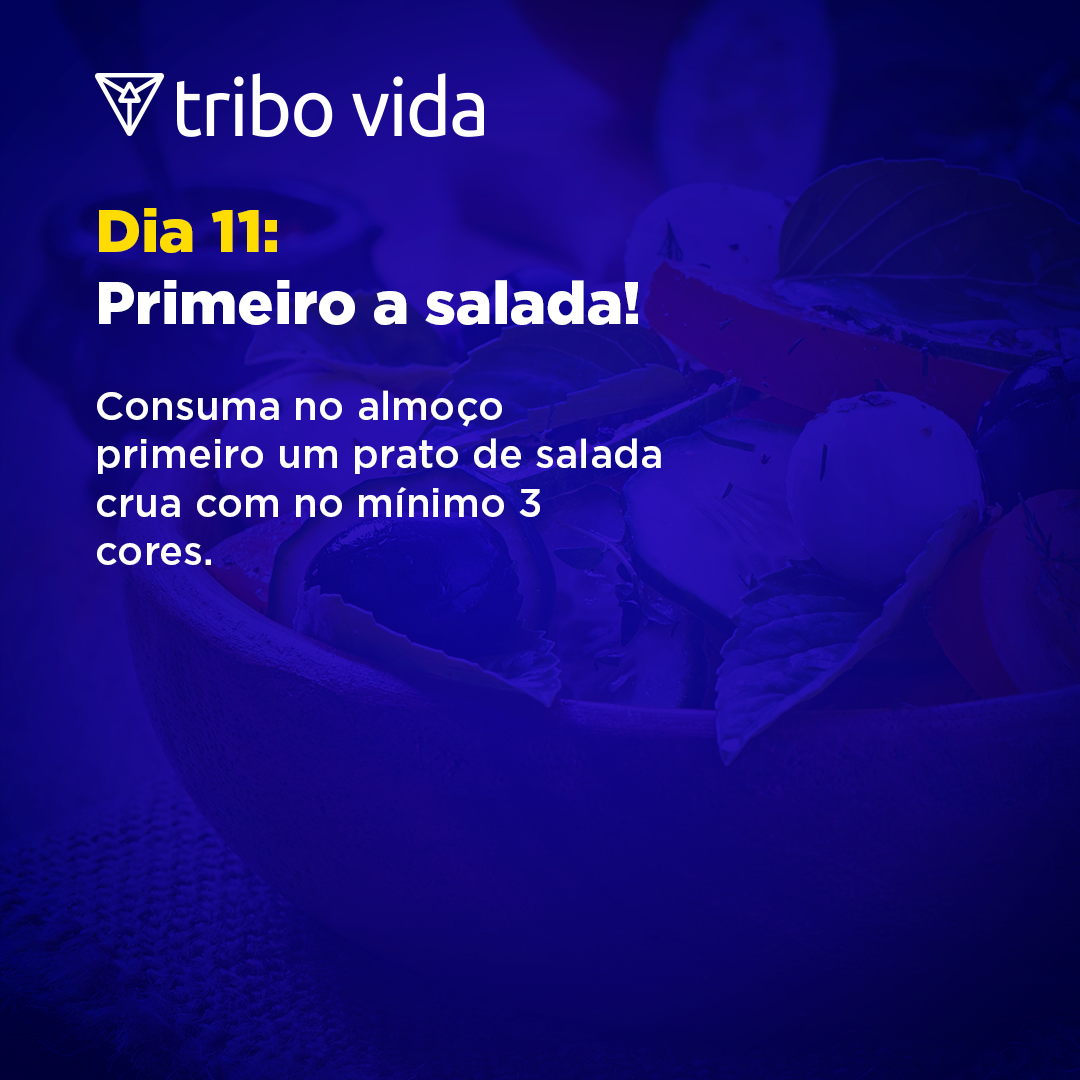 tribo vida
Dia 11:
Primeiro a salada!
Consuma no almoço
primeiro um prato de salada
crua com no mínimo 3
cores.